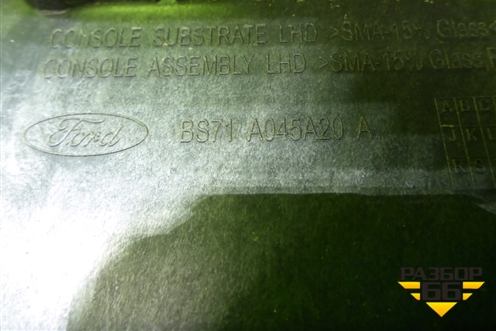 CONSOLE SUBSTRATE LHD >SMA-15% Glass
CONSOLE ASSEMBLY LHD >SMA-15% Glass
Ford BS71 A045A20 A
РАЗБОР
66